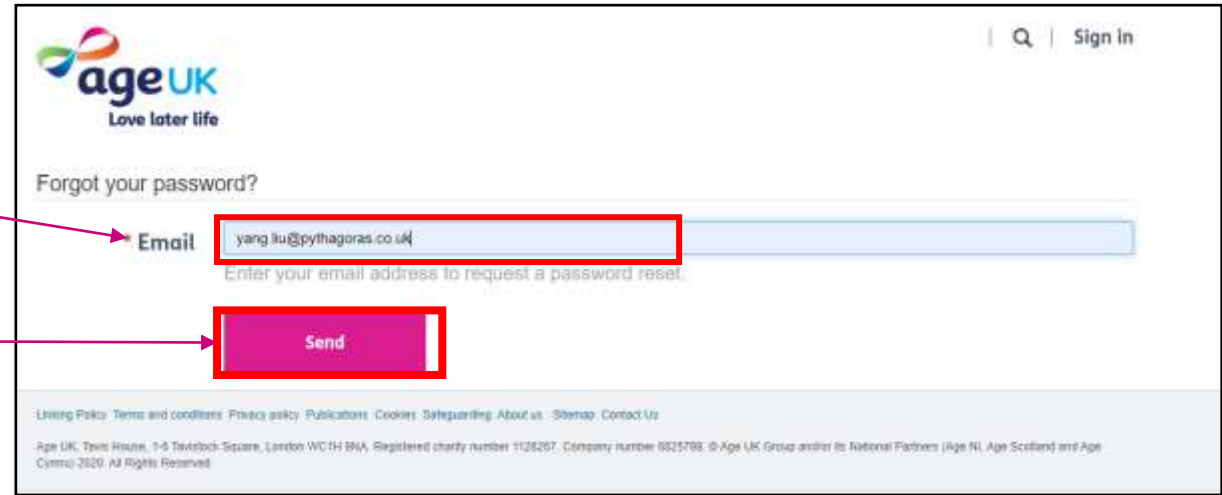 Sign in
ageUK
Love later life
Forgot your password?
* Email
yang.liu@pythagoras.co.uk
Enter your email address to request a password reset.
Send
Linking Policy Terms and conditions Privacy policy Publications Cookies Safeguarding About us Sitemap Contact Us
Age UK, Tavis House, 1-6 Tavistock Square, London WC1H 9NA. Registered charity number 1128267. Company number 6825798. © Age UK Group and/or its National Partners (Age NI, Age Scotland and Age
Cymru) 2020. All Rights Reserved.